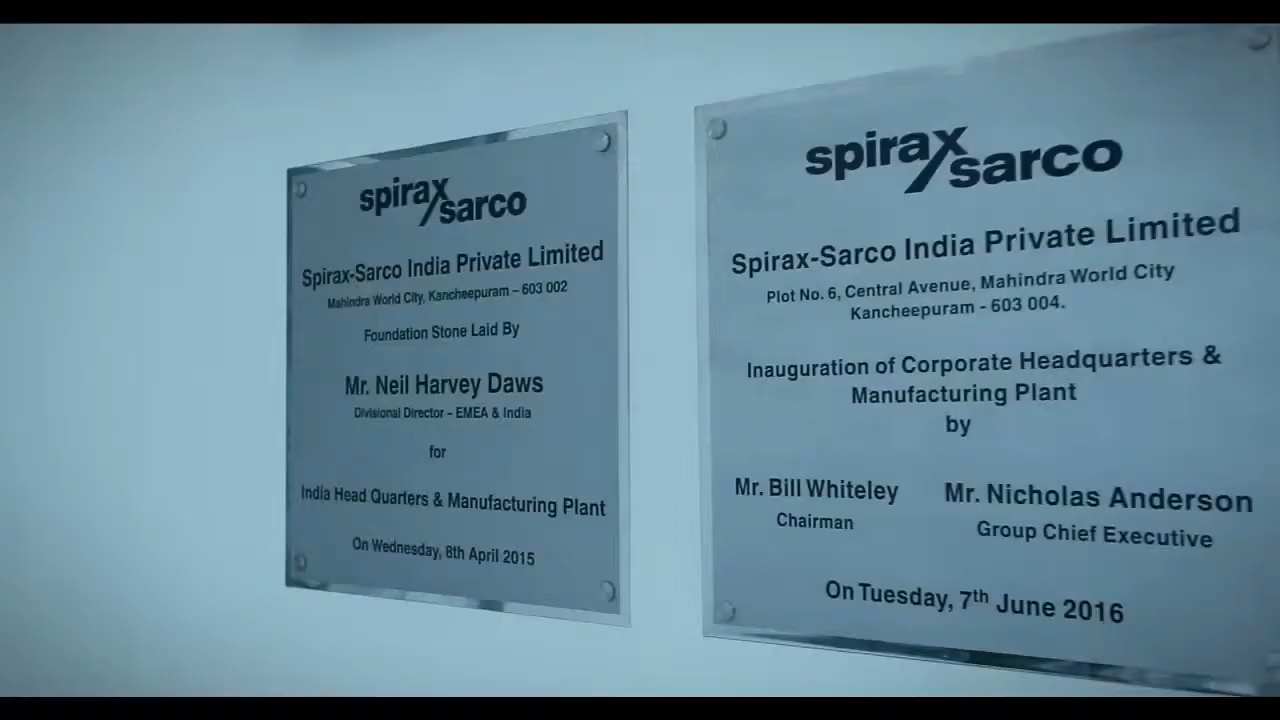 spirax
sarco
Spirax-Sarco India Private Limited
Mahindra World City, Kancheepuram – 603 002
Foundation Stone Laid By
Mr. Neil Harvey Daws
Divisional Director – EMEA & India
for
India Head Quarters & Manufacturing Plant
On Wednesday, 8th April 2015
spirax
sarco
Spirax-Sarco India Private Limited
Plot No. 6, Central Avenue, Mahindra World City
Kancheepuram - 603 004.
Inauguration of Corporate Headquarters &
Manufacturing Plant
by
Mr. Bill Whiteley Mr. Nicholas Anderson
Chairman Group Chief Executive
On Tuesday, 7th June 2016